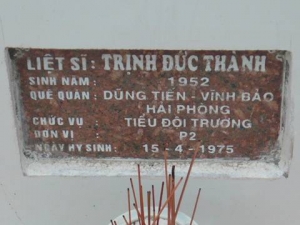 LIỆT SĨ : TRỊNH ĐỨC THÀNH
SINH NĂM : 1952
QUÊ QUÁN : DŨNG TIẾN - VĨNH BẢO
HẢI PHÒNG
CHỨC VỤ : TIỂU ĐỘI TRƯỞNG
ĐƠN VỊ : P2
NGÀY HY SINH : 15 - 4 - 1975